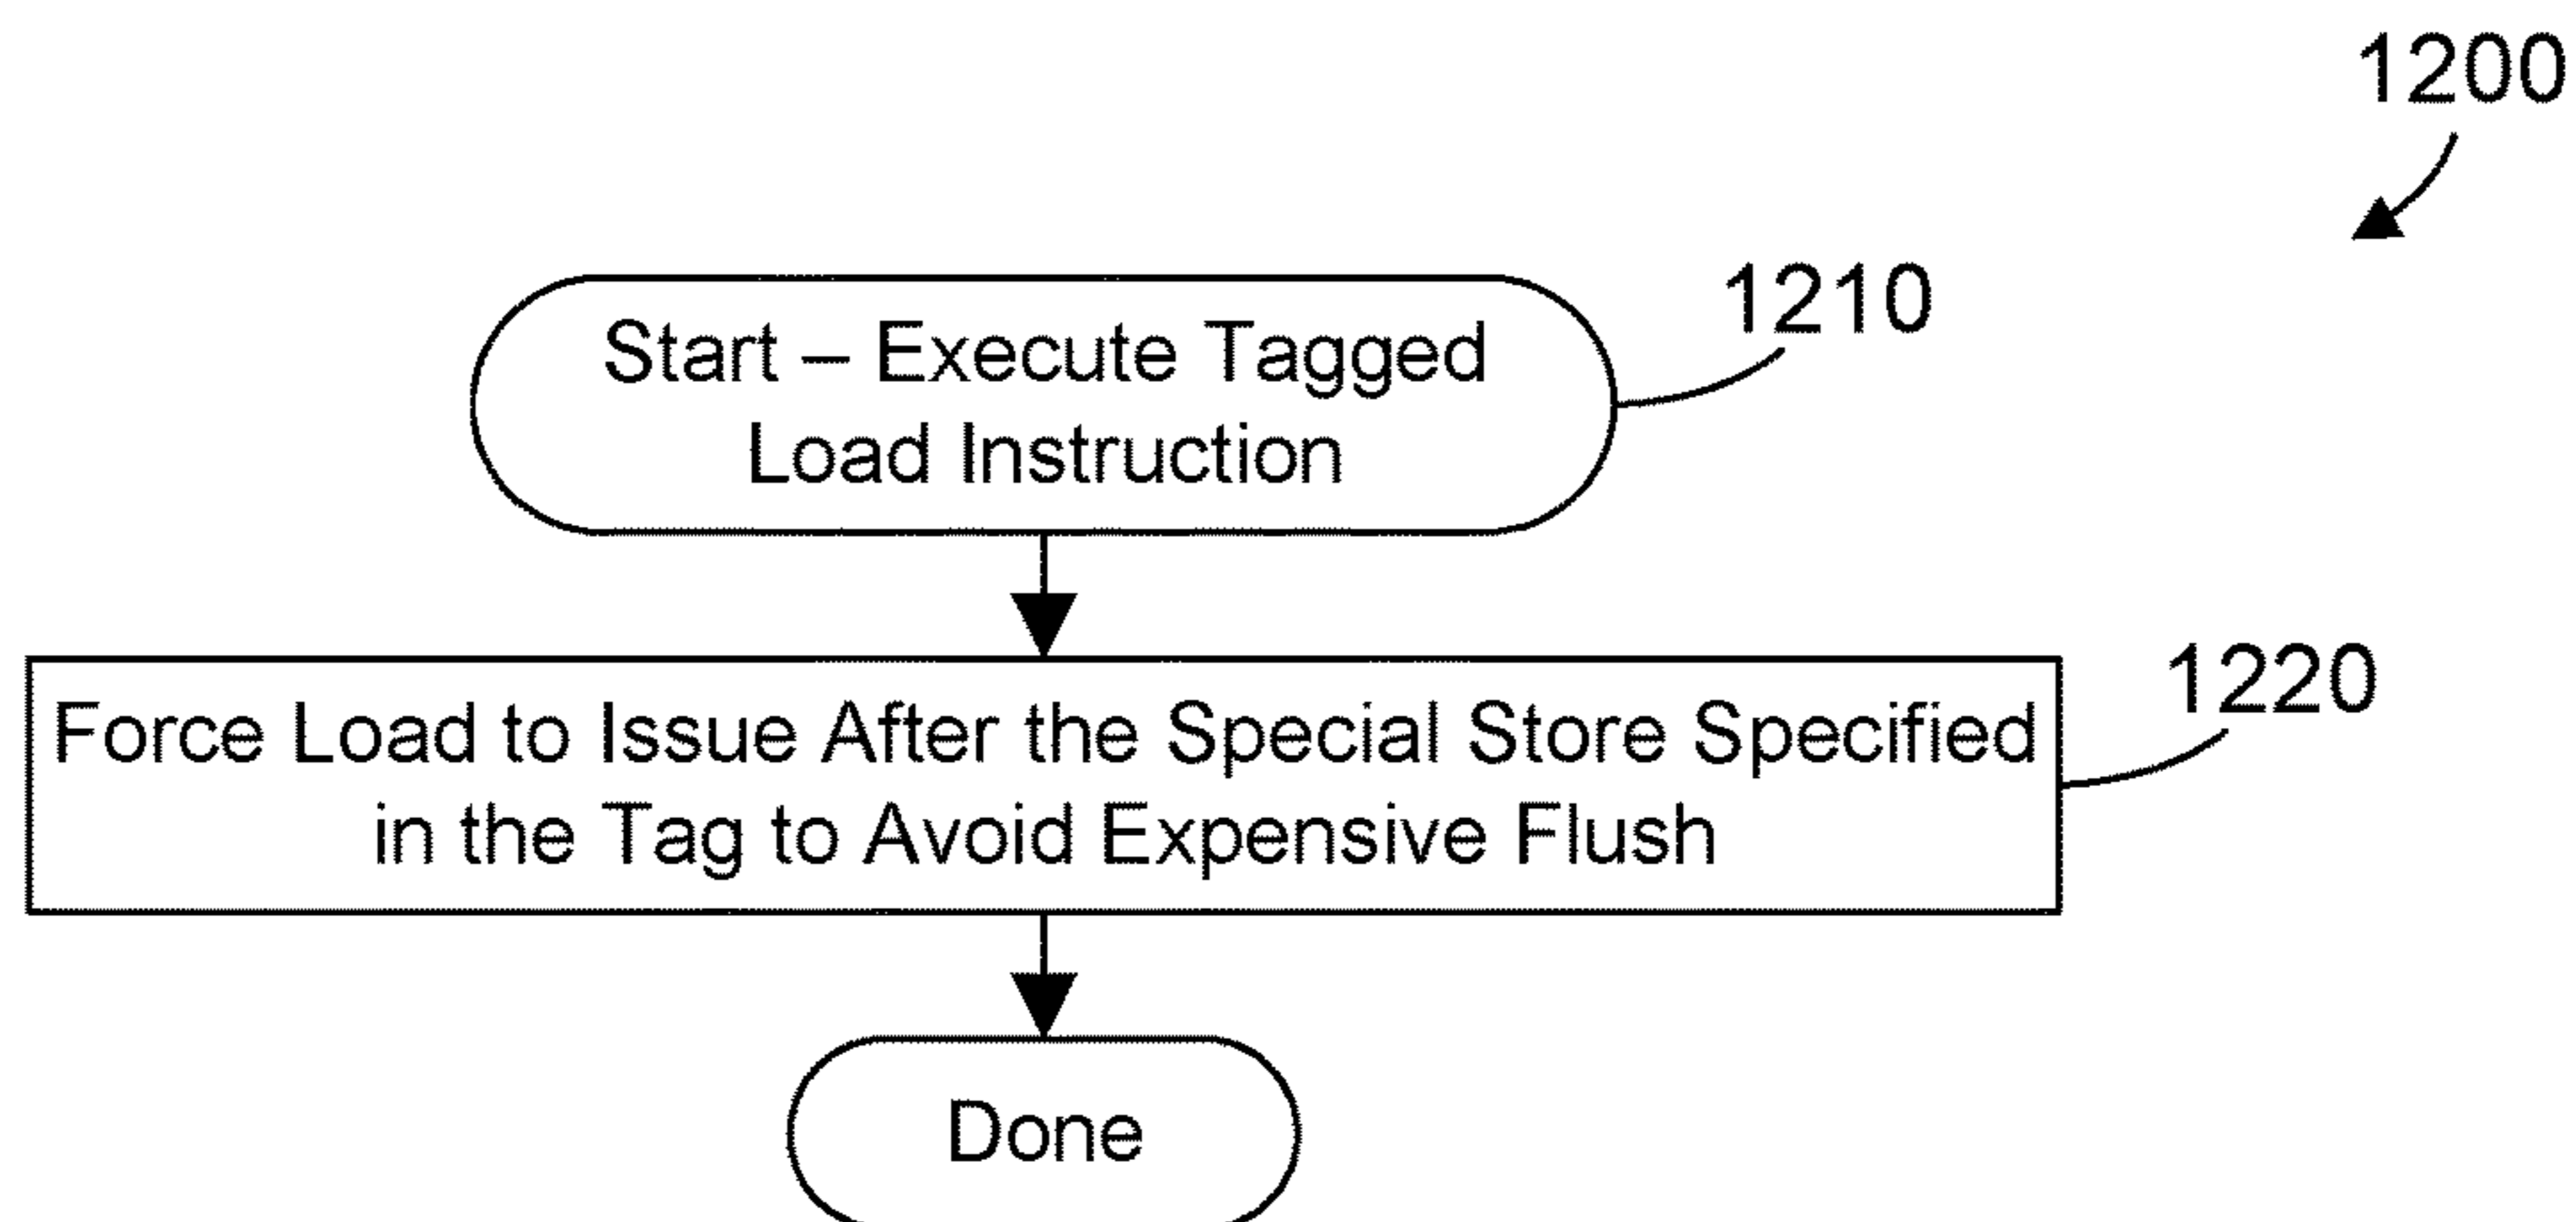 1200
1210
Start – Execute Tagged
Load Instruction
1220
Force Load to Issue After the Special Store Specified
in the Tag to Avoid Expensive Flush
Done